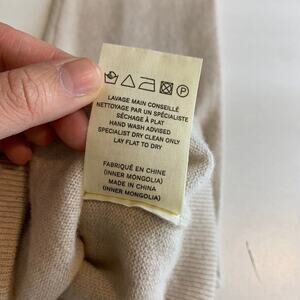 LAVAGE MAIN CONSEILLÉ
NETTOYAGE PAR UN SPÉCIALISTE
SÉCHAGE À PLAT
HAND WASH ADVISED
SPECIALIST DRY CLEAN ONLY
LAY FLAT TO DRY
FABRIQUÉ EN CHINE
(INNER MONGOLIA)
MADE IN CHINA
(INNER MONGOLIA)